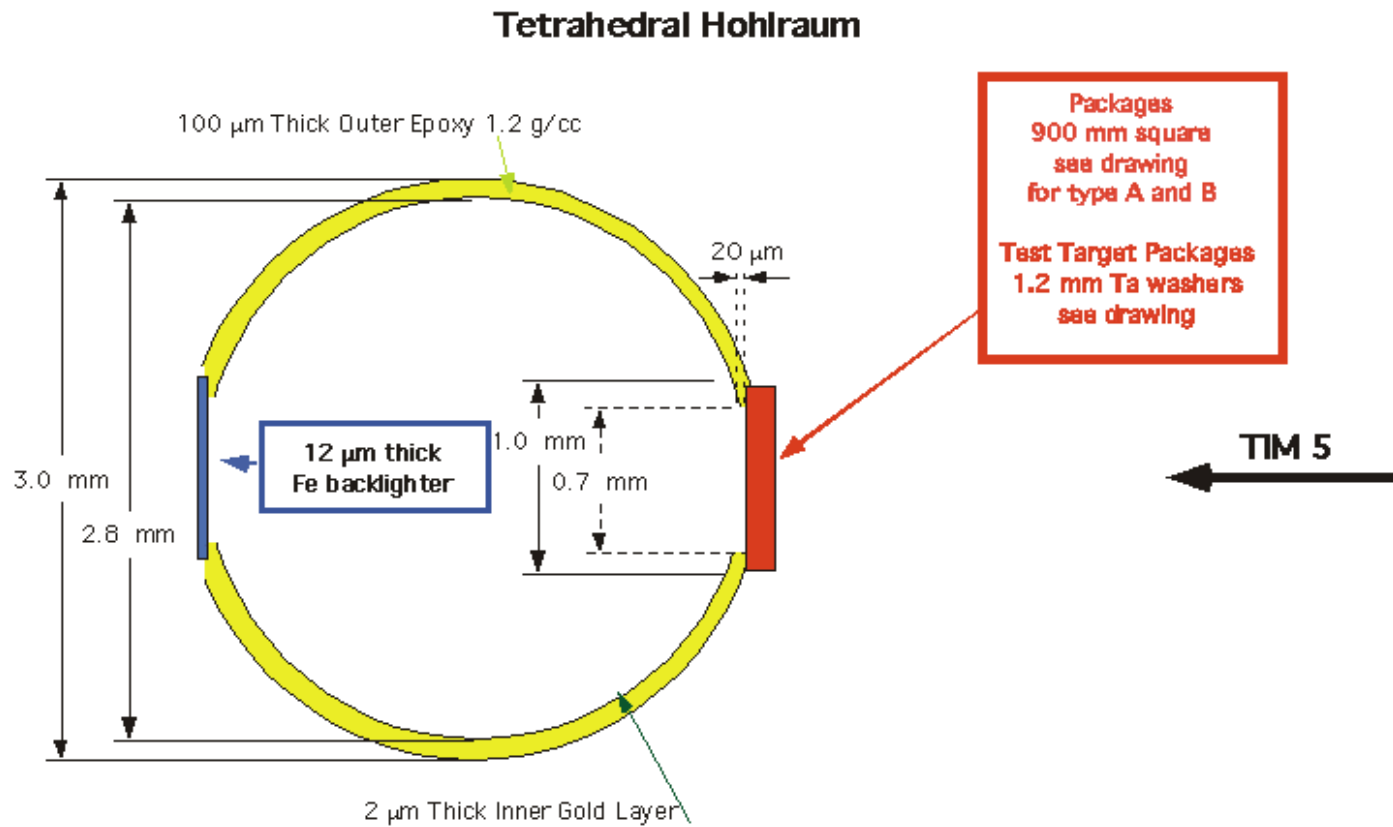 Tetrahedral Hohlraum
100 μm Thick Outer Epoxy 1.2 g/cc
Packages
900 mm square
see drawing
for type A and B
Test Target Packages
1.2 mm Ta washers
see drawing
20 μm
12 μm thick
Fe backlighter
1.0 mm
0.7 mm
3.0 mm
2.8 mm
TIM 5
2 μm Thick Inner Gold Layer